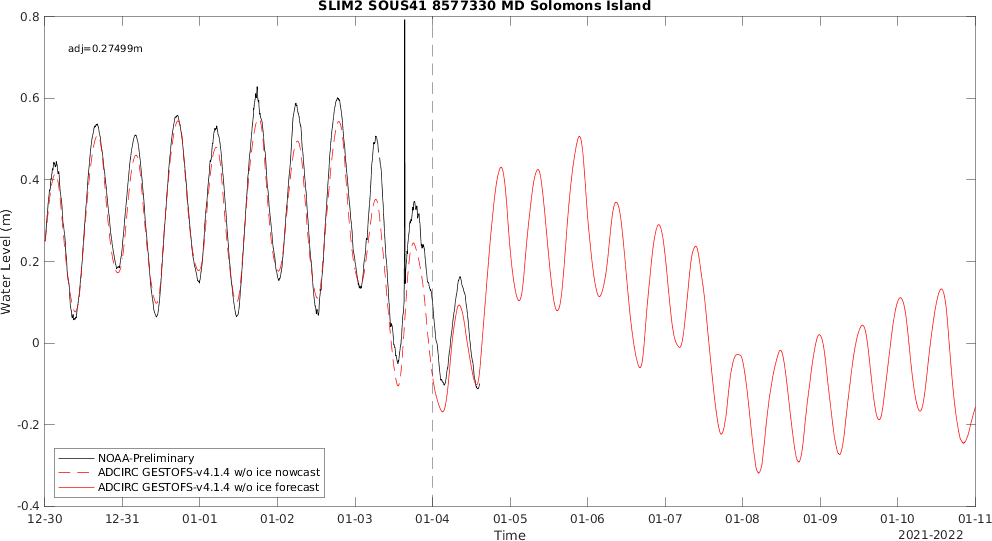 SLIM2 SOUS41 8577330 MD Solomons Island
adj=0.27499m
0.8
0.6
0.4
0.2
0
-0.2
-0.4
Water Level (m)
NOAA-Preliminary
ADCIRC GESTOFS-v4.1.4 w/o ice nowcast
ADCIRC GESTOFS-v4.1.4 w/o ice forecast
12-30 12-31 01-01 01-02 01-03 01-04 01-05 01-06 01-07 01-08 01-09 01-10 01-11
Time
2021-2022